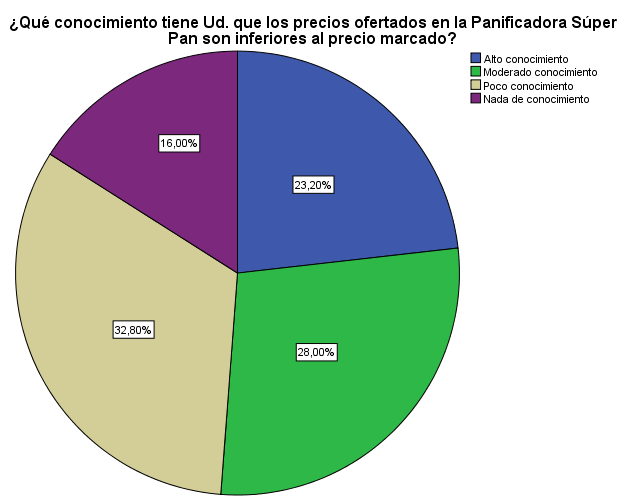 ¿Qué conocimiento tiene Ud. que los precios ofertados en la Panificadora Súper
Pan son inferiores al precio marcado?
Alto conocimiento
Moderado conocimiento
Poco conocimiento
Nada de conocimiento
16,00%
23,20%
32,80%
28,00%